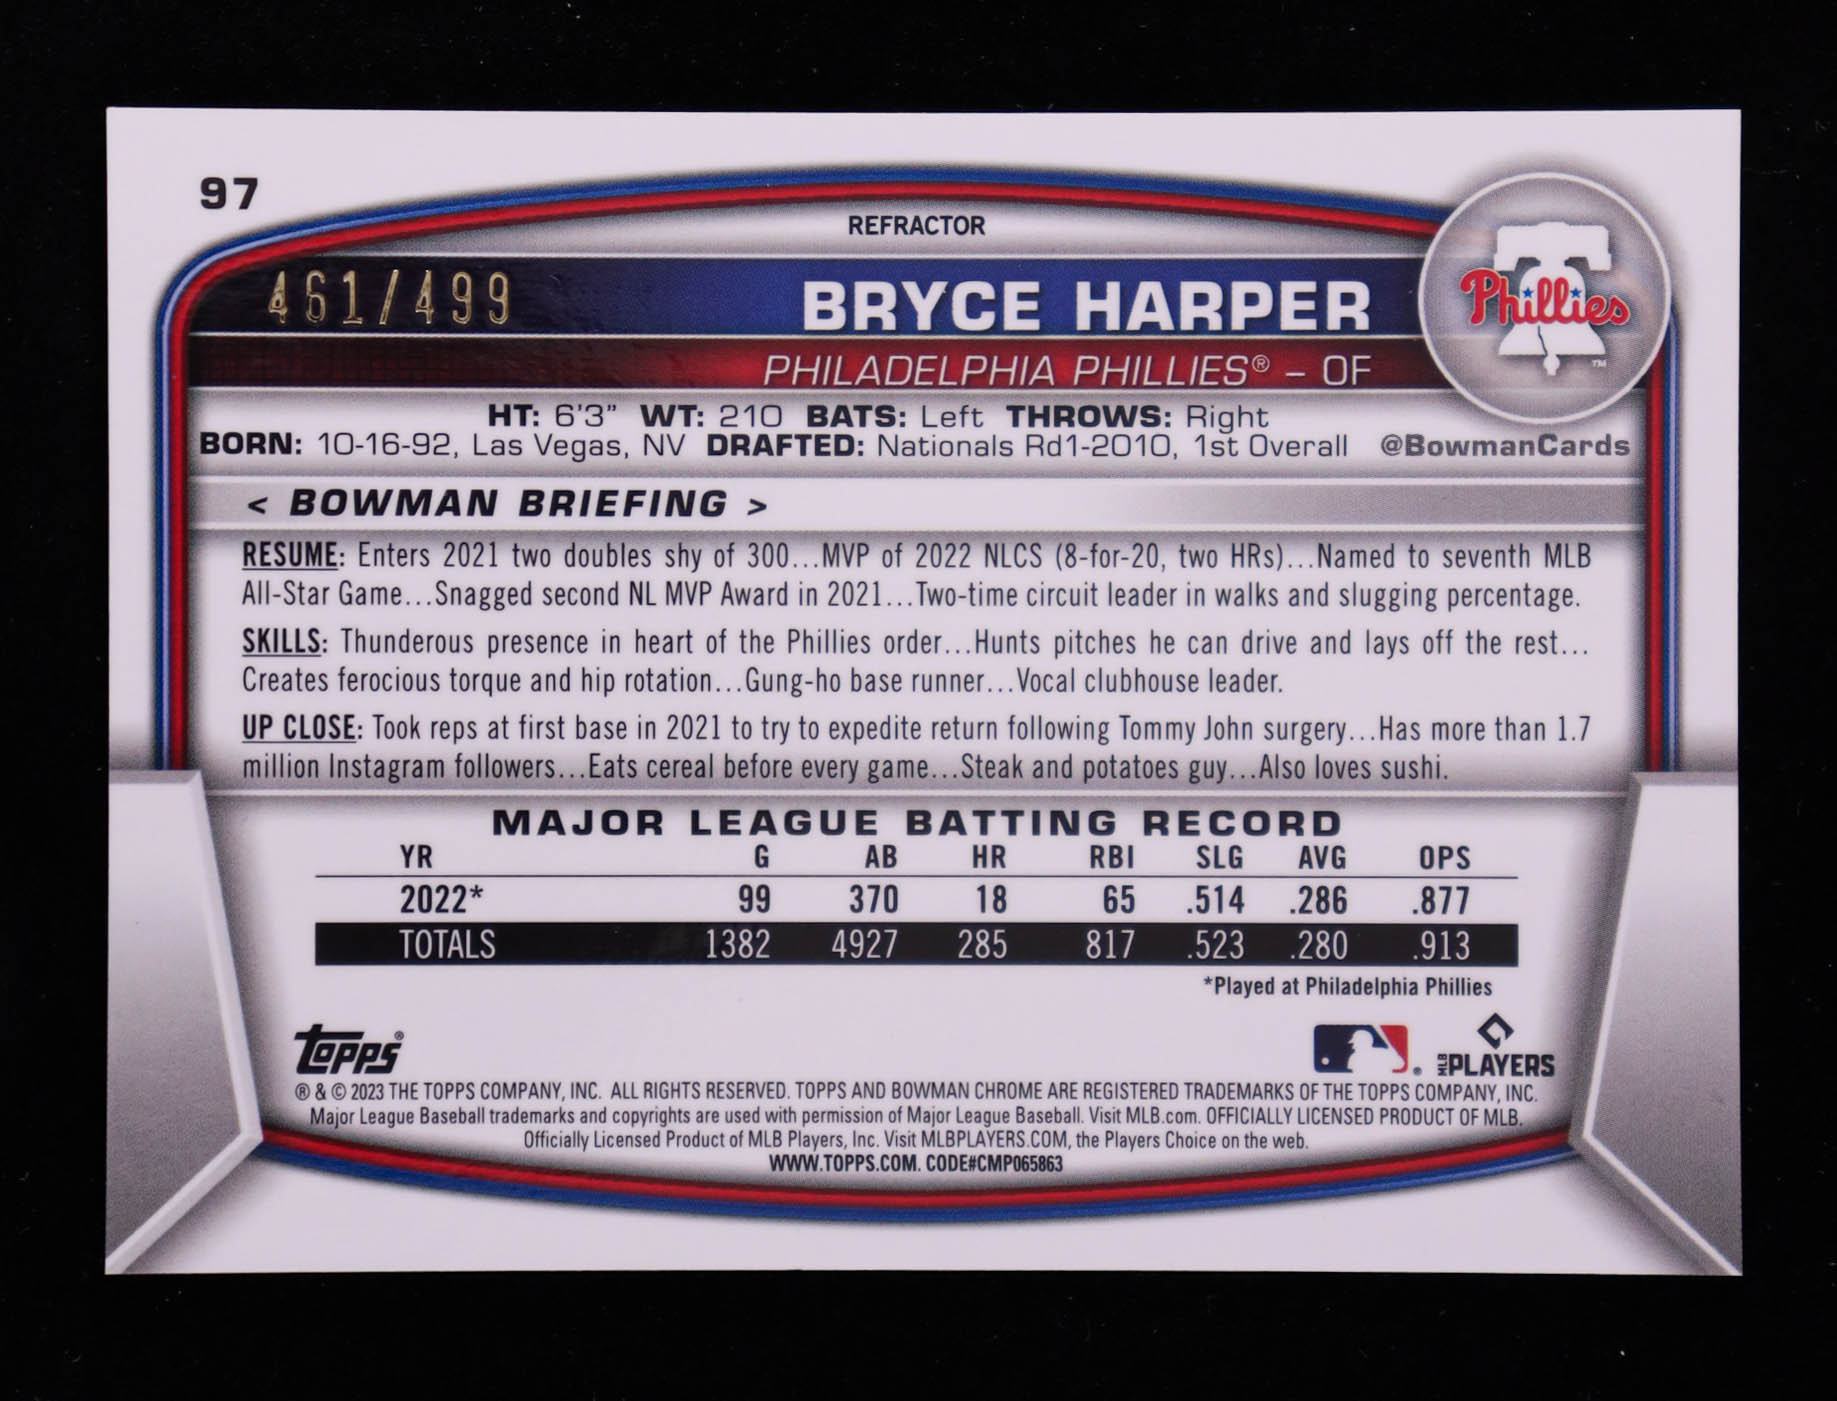 97
REFRACTOR
461/499
BRYCE HARPER
Phillies
™
PHILADELPHIA PHILLIES® – OF
HT: 6'3" WT: 210 BATS: Left THROWS: Right
BORN: 10-16-92, Las Vegas, NV DRAFTED: Nationals Rd1-2010, 1st Overall @BowmanCards
< BOWMAN BRIEFING >
RESUME: Enters 2021 two doubles shy of 300...MVP of 2022 NLCS (8-for-20, two HRs)...Named to seventh MLB
All-Star Game...Snagged second NL MVP Award in 2021...Two-time circuit leader in walks and slugging percentage.
SKILLS: Thunderous presence in heart of the Phillies order...Hunts pitches he can drive and lays off the rest...
Creates ferocious torque and hip rotation...Gung-ho base runner...Vocal clubhouse leader.
UP CLOSE: Took reps at first base in 2021 to try to expedite return following Tommy John surgery...Has more than 1.7
million Instagram followers...Eats cereal before every game...Steak and potatoes guy...Also loves sushi.
MAJOR LEAGUE BATTING RECORD
YR G AB HR RBI SLG AVG OPS
2022* 99 370 18 65 .514 .286 .877
TOTALS 1382 4927 285 817 .523 .280 .913
*Played at Philadelphia Phillies
Topps® ® MLB PLAYERS
® & © 2023 THE TOPPS COMPANY, INC. ALL RIGHTS RESERVED. TOPPS AND BOWMAN CHROME ARE REGISTERED TRADEMARKS OF THE TOPPS COMPANY, INC.
Major League Baseball trademarks and copyrights are used with permission of Major League Baseball. Visit MLB.com. OFFICIALLY LICENSED PRODUCT OF MLB.
Officially Licensed Product of MLB Players, Inc. Visit MLBPLAYERS.COM, the Players Choice on the web.
WWW.TOPPS.COM. CODE#CMP065863